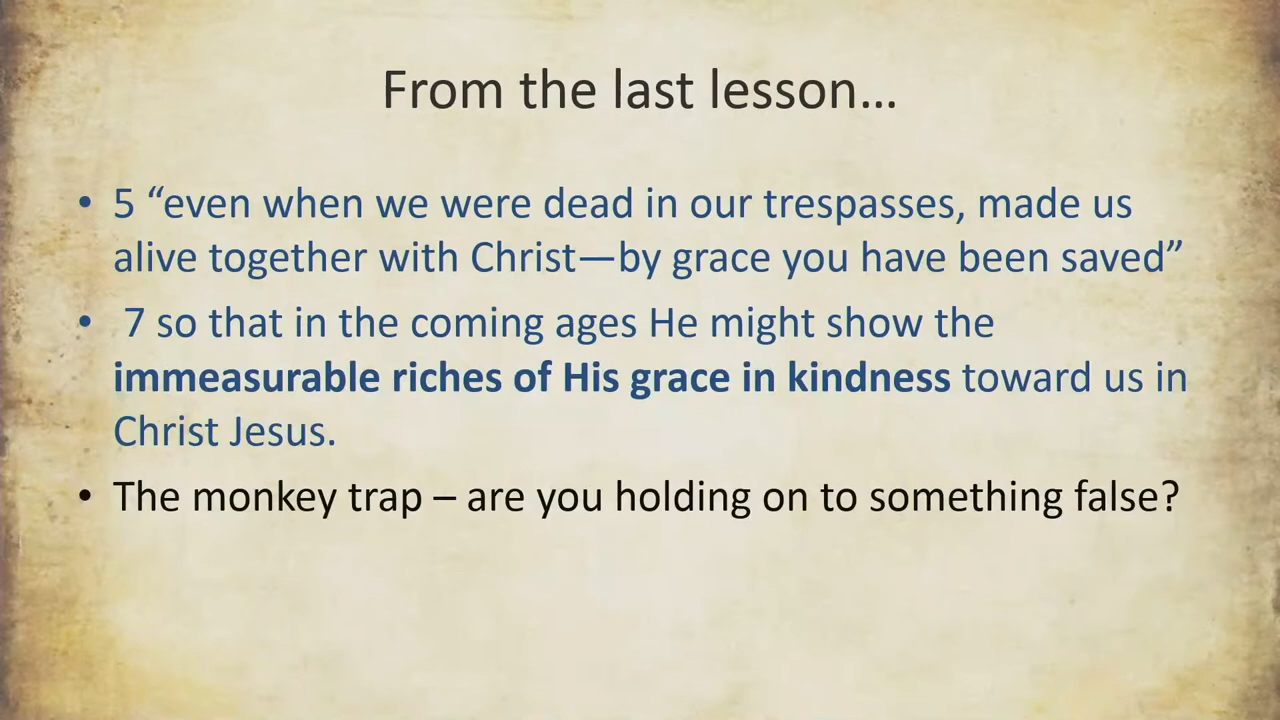 From the last lesson…
• 5 “even when we were dead in our trespasses, made us
alive together with Christ—by grace you have been saved”
• 7 so that in the coming ages He might show the
immeasurable riches of His grace in kindness toward us in
Christ Jesus.
• The monkey trap – are you holding on to something false?